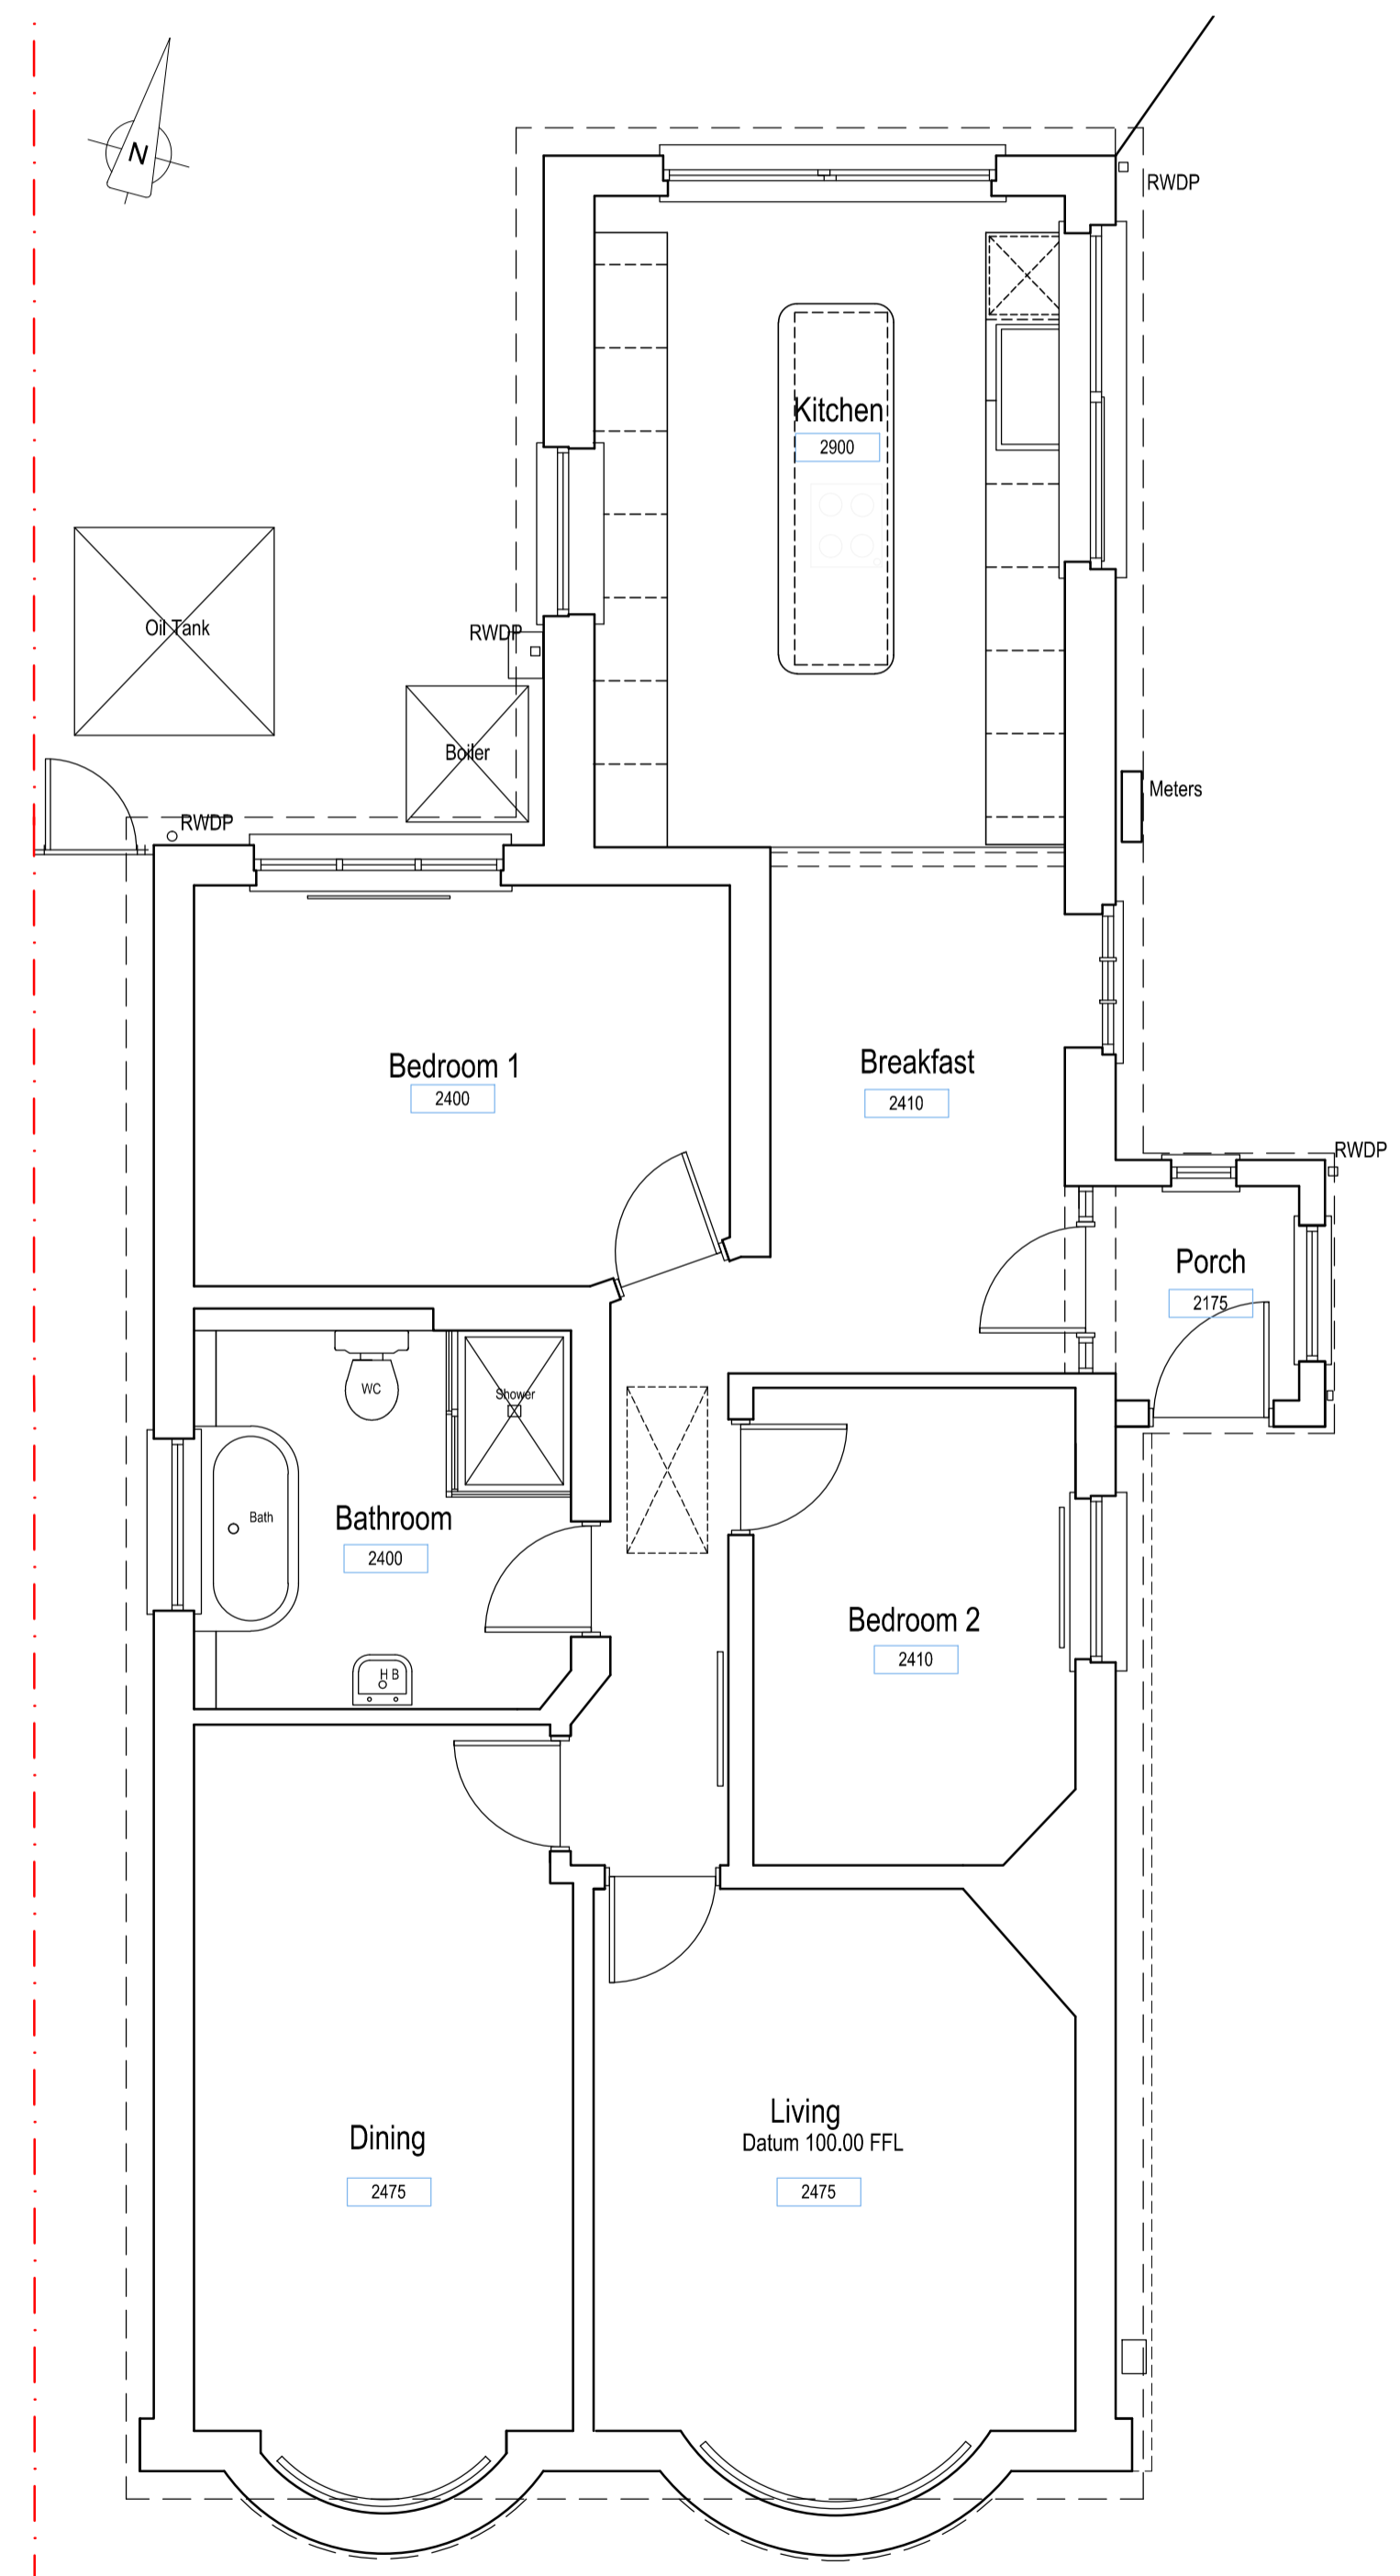 N
RWDP
Kitchen
2900
Oil Tank
RWDP
Boiler
Meters
RWDP
Bedroom 1
2400
Breakfast
2410
RWDP
Porch
2175
WC
Shower
Bath
Bathroom
2400
Bedroom 2
2410
H B
Living
Datum 100.00 FFL
2475
Dining
2475